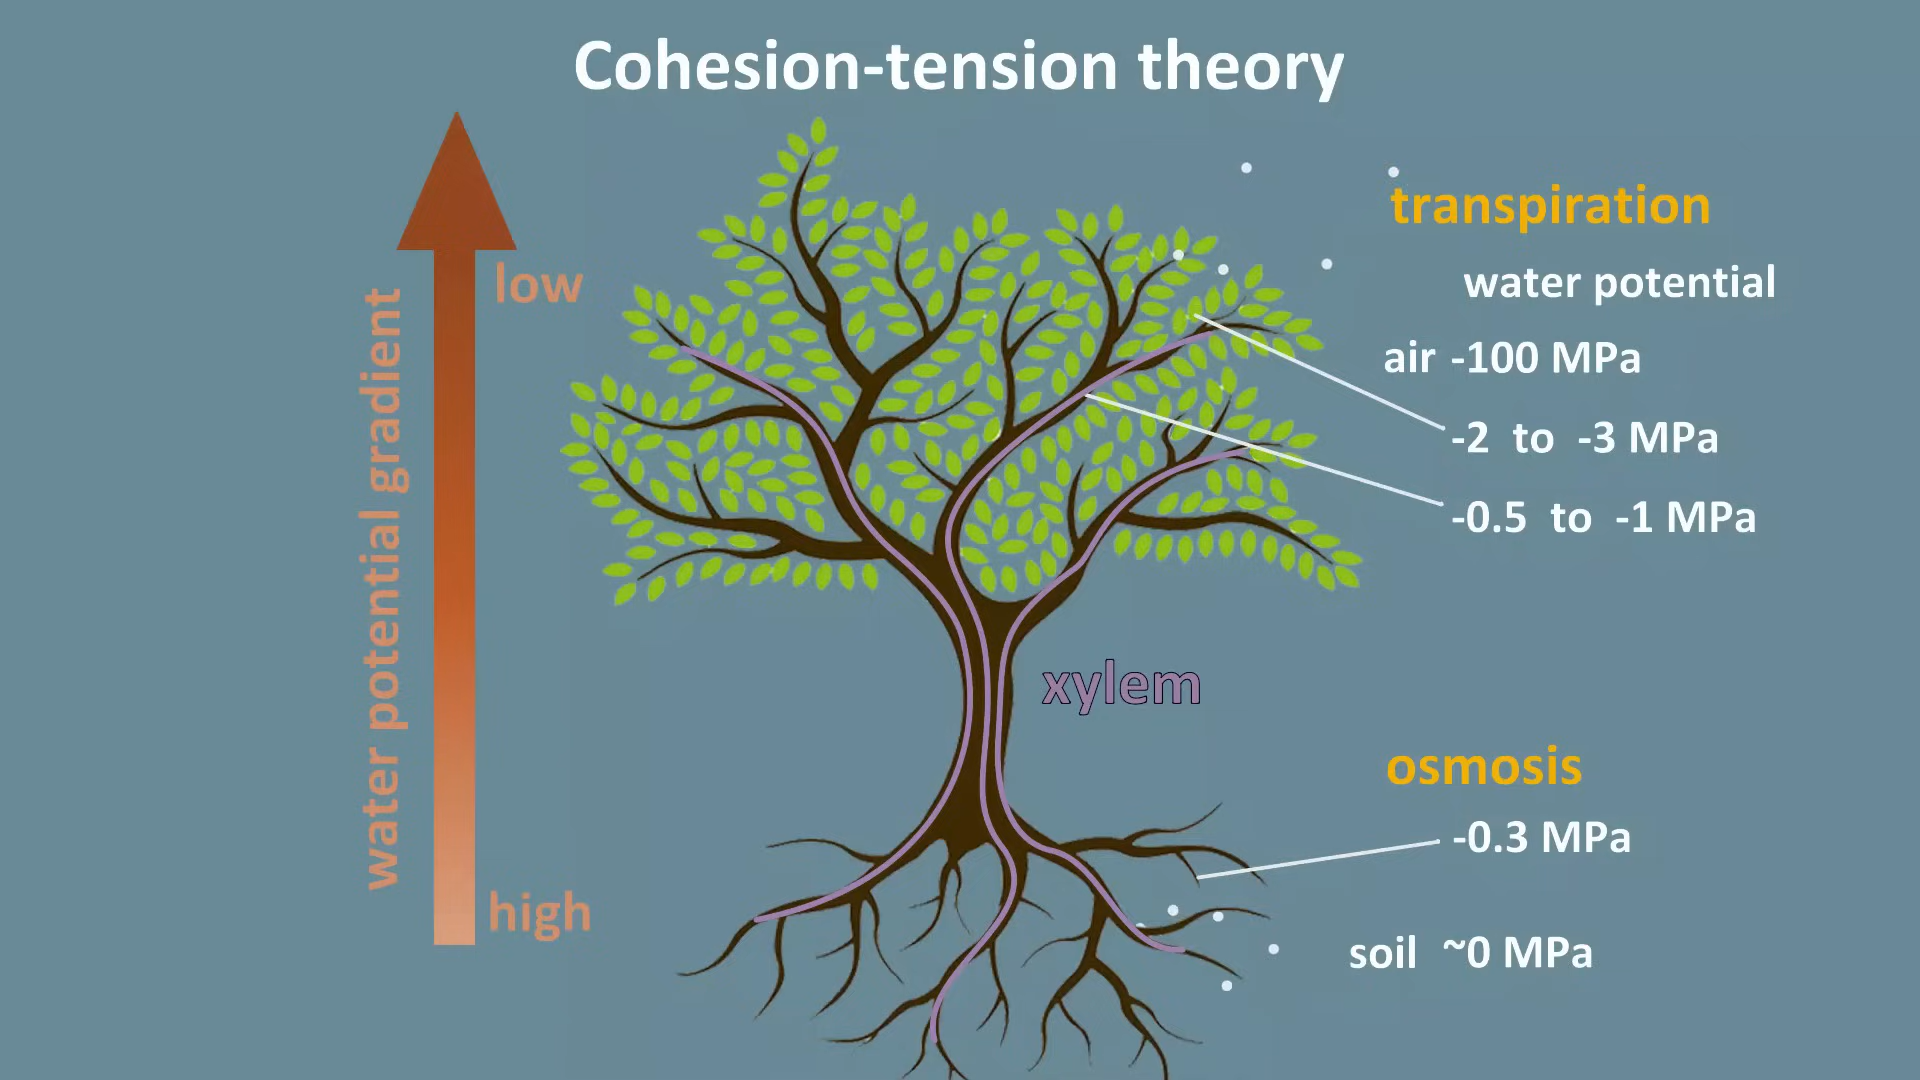 Cohesion-tension theory
water potential gradient
low
high
transpiration
water potential
air -100 MPa
-2 to -3 MPa
-0.5 to -1 MPa
xylem
osmosis
-0.3 MPa
soil ~0 MPa